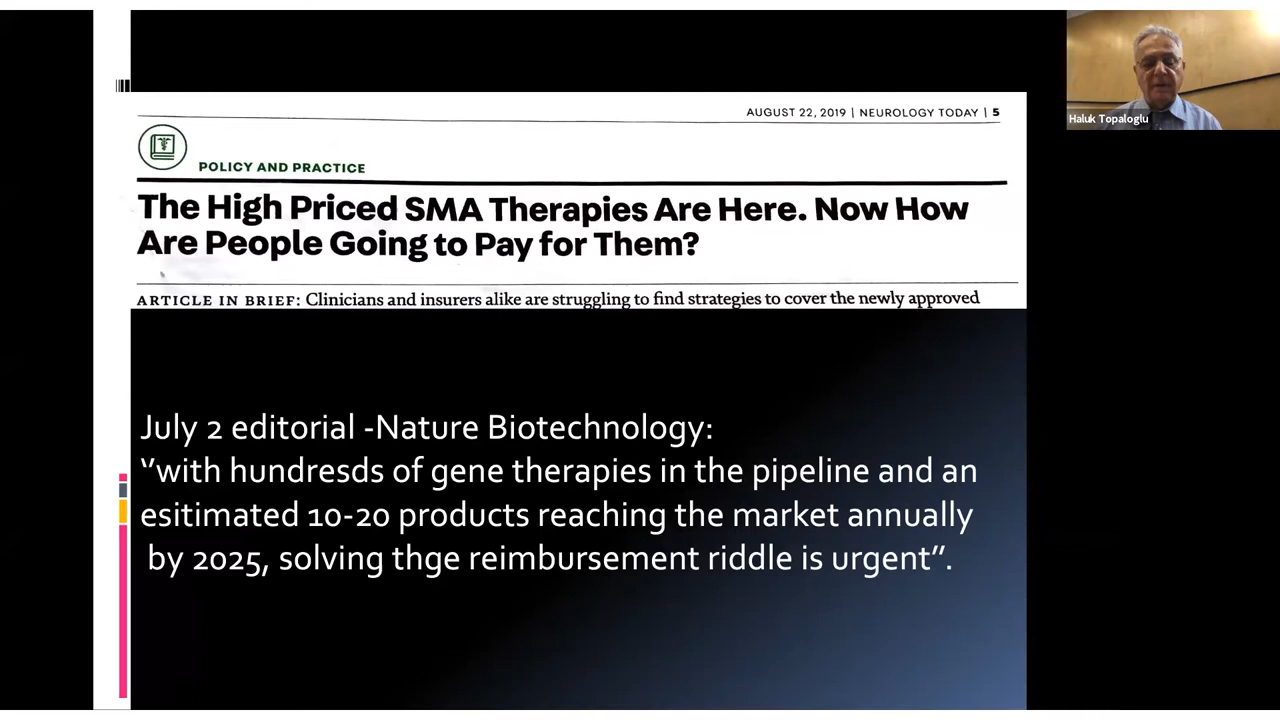 AUGUST 22, 2019 | NEUROLOGY TODAY | 5
POLICY AND PRACTICE
The High Priced SMA Therapies Are Here. Now How
Are People Going to Pay for Them?
ARTICLE IN BRIEF: Clinicians and insurers alike are struggling to find strategies to cover the newly approved
July 2 editorial -Nature Biotechnology:
‘’with hundresds of gene therapies in the pipeline and an
esitimated 10-20 products reaching the market annually
by 2025, solving thge reimbursement riddle is urgent’’.
Haluk Topaloglu